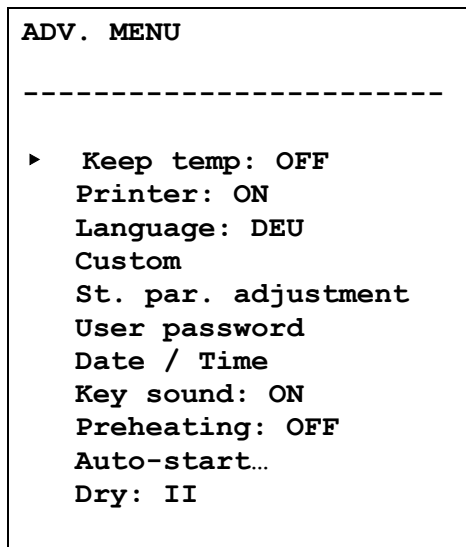 ADV. MENU
------------------------
▶ Keep temp: OFF
Printer: ON
Language: DEU
Custom
St. par. adjustment
User password
Date / Time
Key sound: ON
Preheating: OFF
Auto-start…
Dry: II